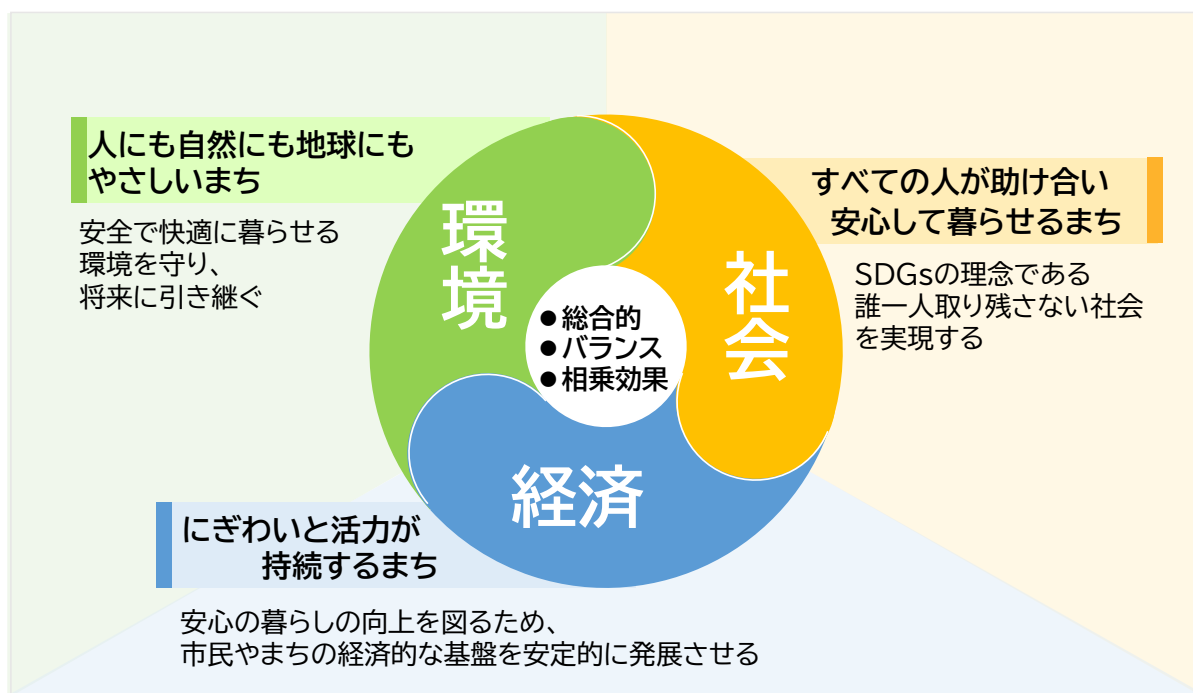 人にも自然にも地球にも
やさしいまち
安全で快適に暮らせる
環境を守り、
将来に引き継ぐ
環境
社会
すべての人が助け合い
安心して暮らせるまち
SDGsの理念である
誰一人取り残さない社会
を実現する
●総合的
●バランス
●相乗効果
経済
にぎわいと活力が
持続するまち
安心の暮らしの向上を図るため、
市民やまちの経済的な基盤を安定的に発展させる